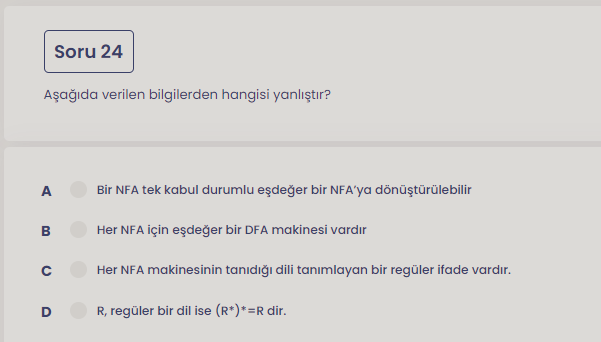 Soru 24
Aşağıda verilen bilgilerden hangisi yanlıştır?
A Bir NFA tek kabul durumlu eşdeğer bir NFA'ya dönüştürülebilir
B Her NFA için eşdeğer bir DFA makinesi vardır
C Her NFA makinesinin tanıdığı dili tanımlayan bir regüler ifade vardır.
D R, regüler bir dil ise (R*)*=R dir.